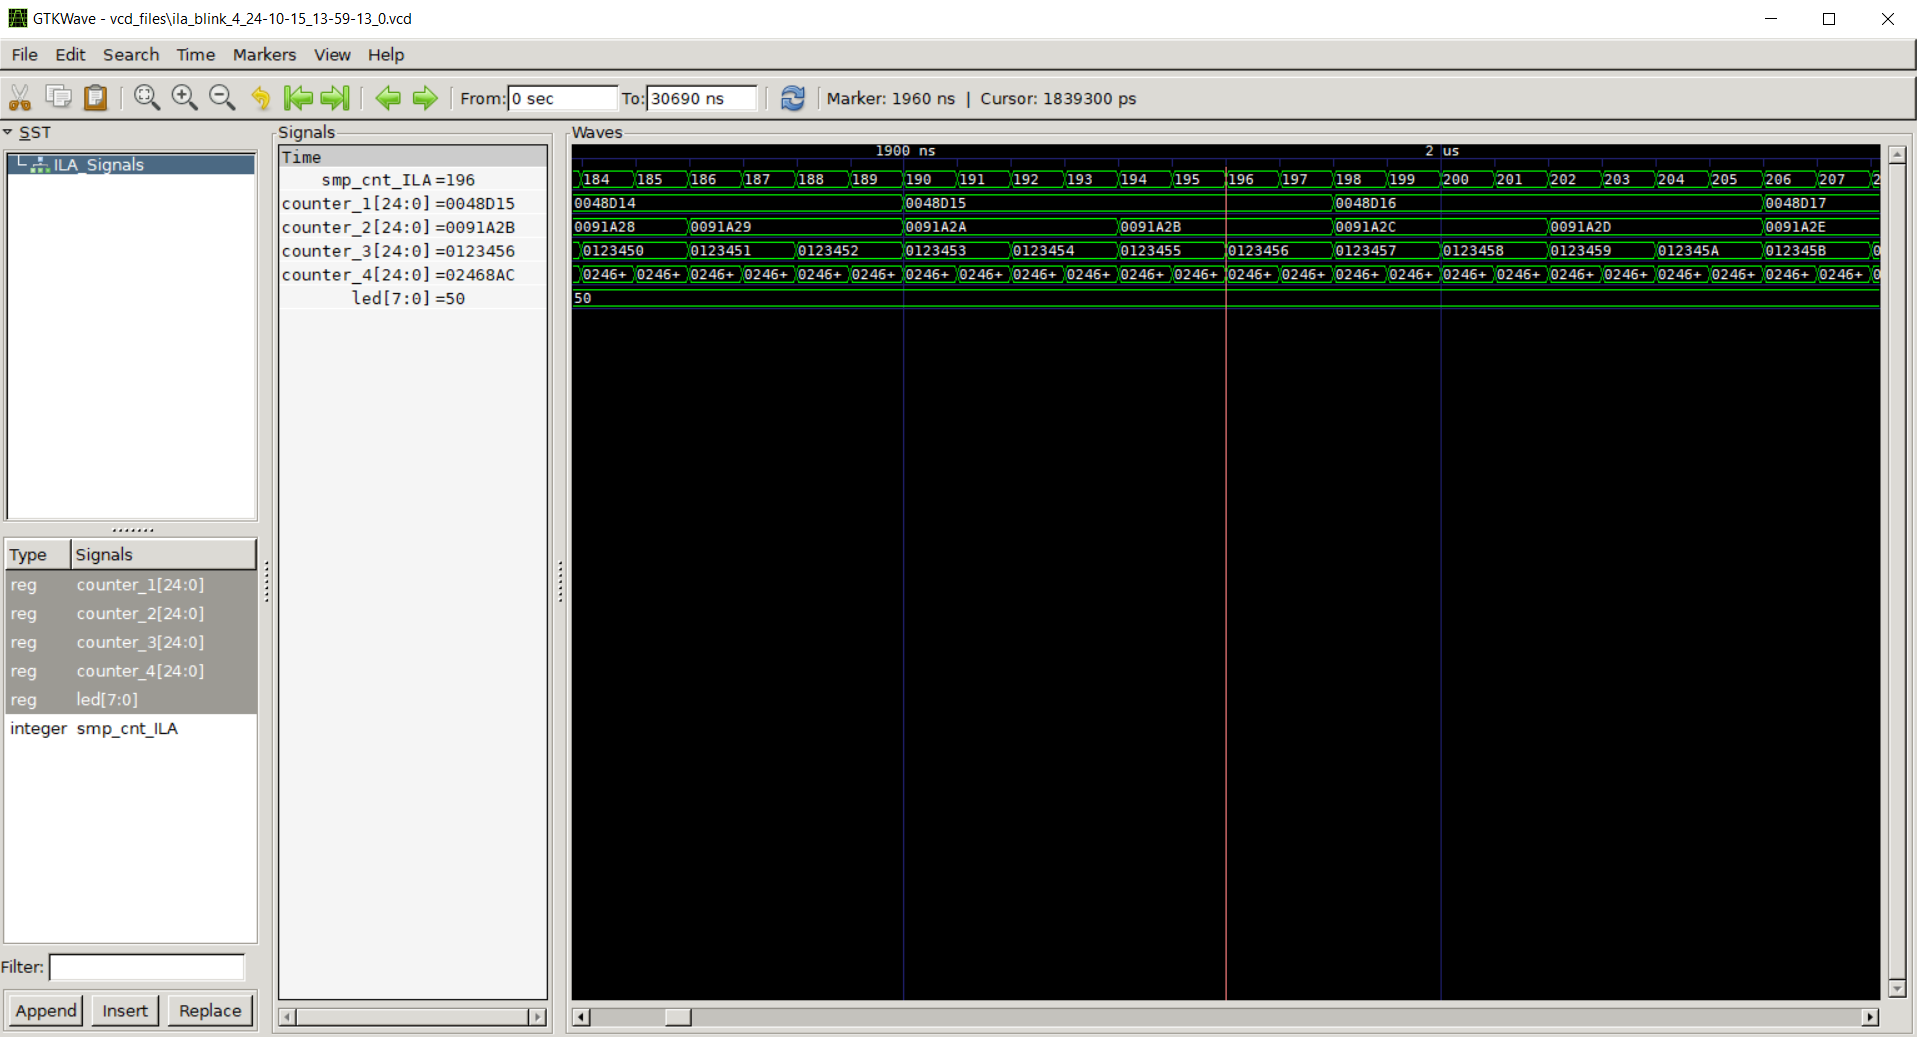 GTKWave - vcd_files\ila_blink_4_24-10-15_13-59-13_0.vcd
File Edit Search Time Markers View Help
From: 0 sec To: 30690 ns Marker: 1960 ns | Cursor: 1839300 ps
SST
ILA_Signals
Type Signals
reg counter_1[24:0]
reg counter_2[24:0]
reg counter_3[24:0]
reg counter_4[24:0]
reg led[7:0]
integer smp_cnt_ILA
Filter:
Append Insert Replace
Signals
Time
smp_cnt_ILA=196
counter_1[24:0]=0048D15
counter_2[24:0]=0091A2B
counter_3[24:0]=0123456
counter_4[24:0]=02468AC
led[7:0]=50
Waves
1900 ns 2 us
184 185 186 187 188 189 190 191 192 193 194 195 196 197 198 199 200 201 202 203 204 205 206 207 2
0048D14 0048D15 0048D16 0048D17
0091A28 0091A29 0091A2A 0091A2B 0091A2C 0091A2D 0091A2E
0123450 0123451 0123452 0123453 0123454 0123455 0123456 0123457 0123458 0123459 012345A 012345B 0
0246+ 0246+ 0246+ 0246+ 0246+ 0246+ 0246+ 0246+ 0246+ 0246+ 0246+ 0246+ 0246+ 0246+ 0246+ 0246+ 0246+ 0246+ 0246+ 0246+ 0246+ 0246+ 0246+ 0246+ 0
50